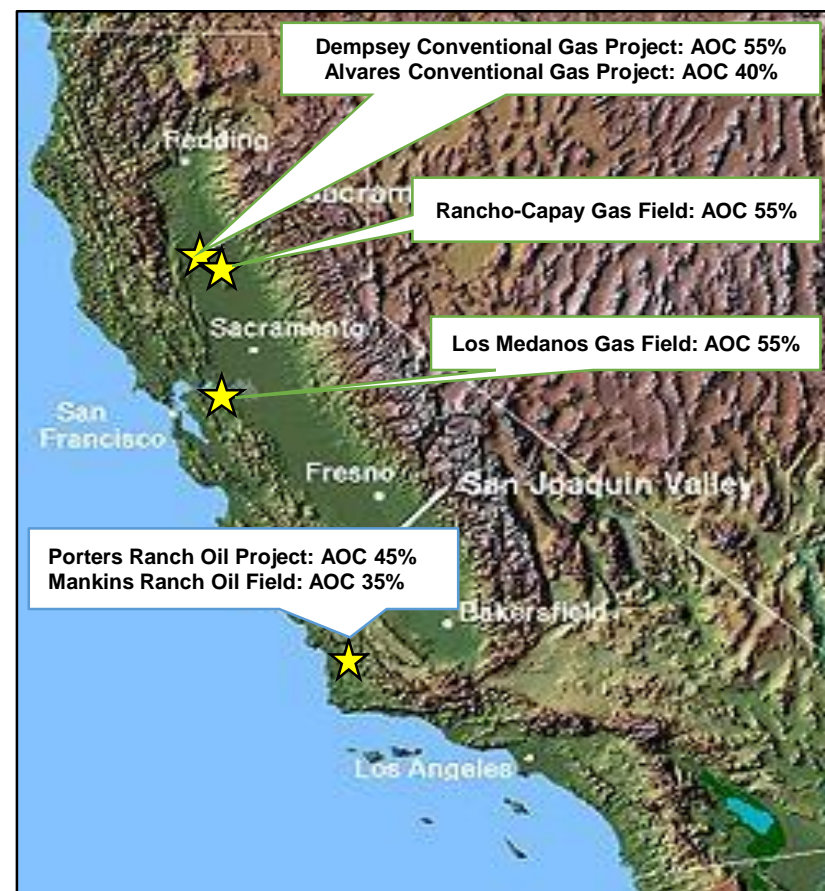 Dempsey Conventional Gas Project: AOC 55%
Alvares Conventional Gas Project: AOC 40%
Redding
Rancho-Capay Gas Field: AOC 55%
Sacramento
Los Medanos Gas Field: AOC 55%
San
Francisco
Fresno
San Joaquin Valley
Porters Ranch Oil Project: AOC 45%
Mankins Ranch Oil Field: AOC 35%
Bakersfield
Los Angeles